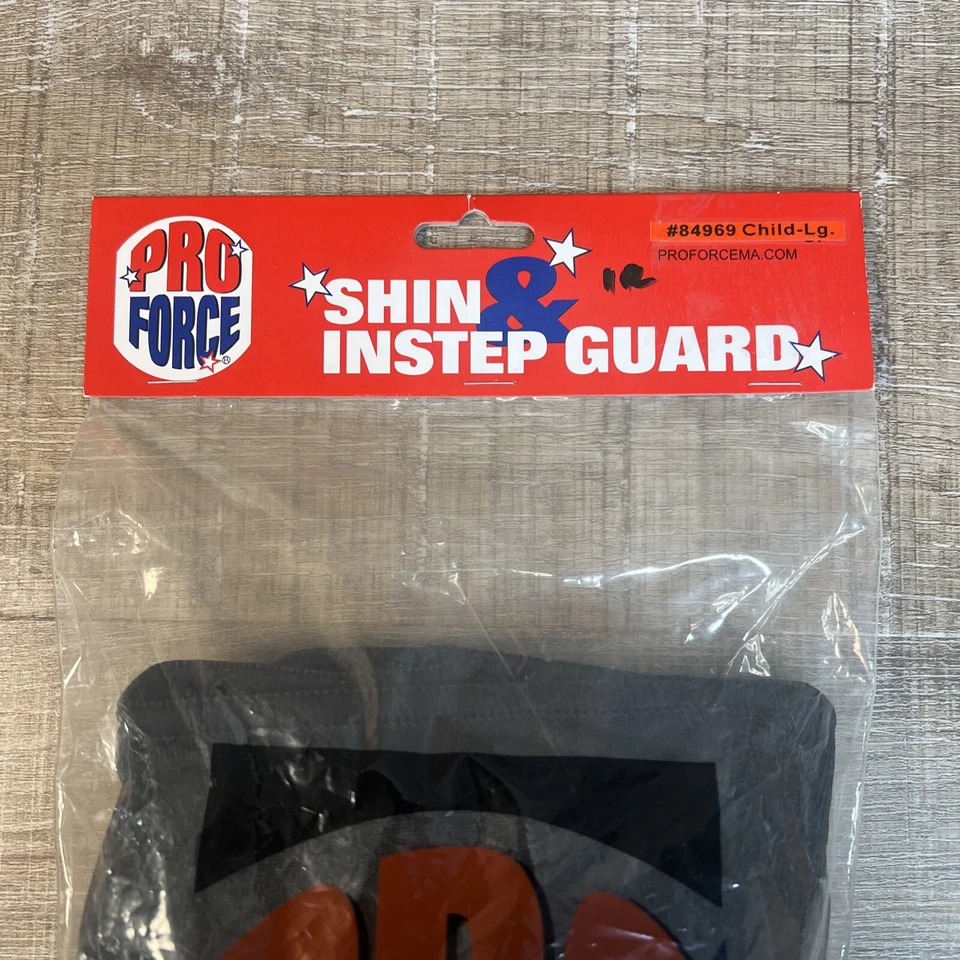 PRO
FORCE®
SHIN &
INSTEP GUARD
#84969 Child-Lg.
PROFORCEMA.COM